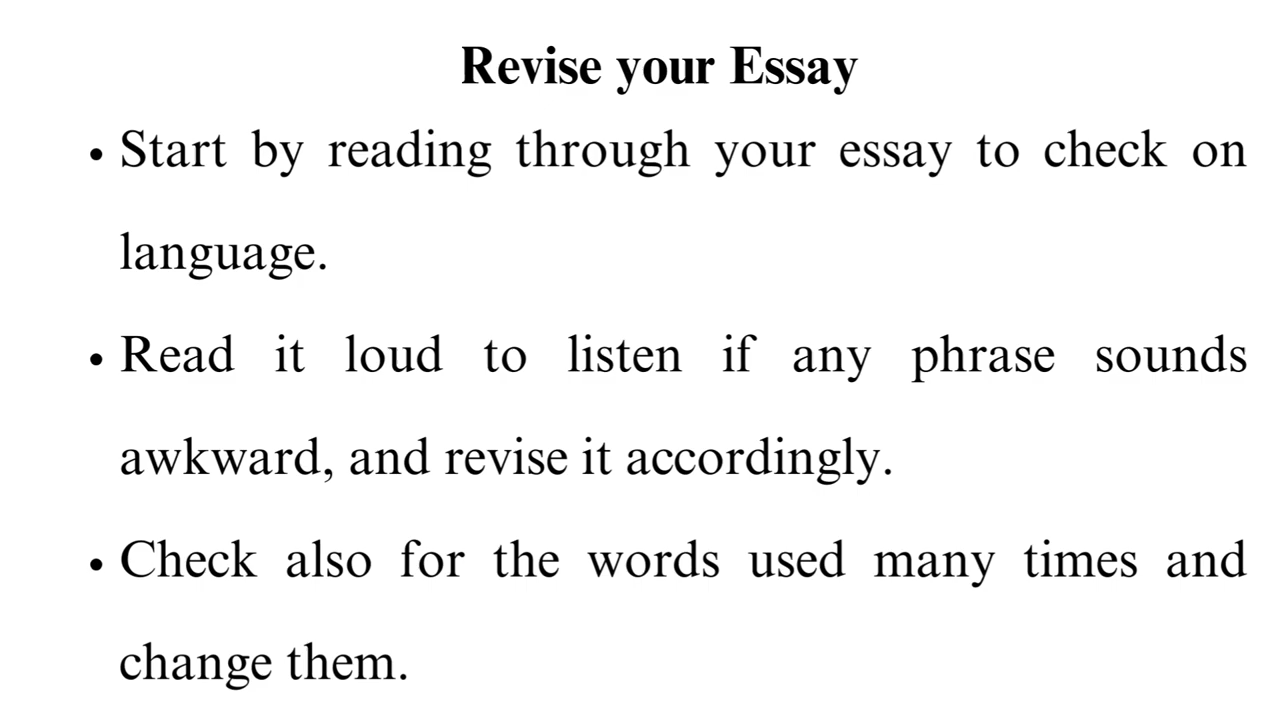 Revise your Essay
• Start by reading through your essay to check on
language.
• Read it loud to listen if any phrase sounds
awkward, and revise it accordingly.
• Check also for the words used many times and
change them.